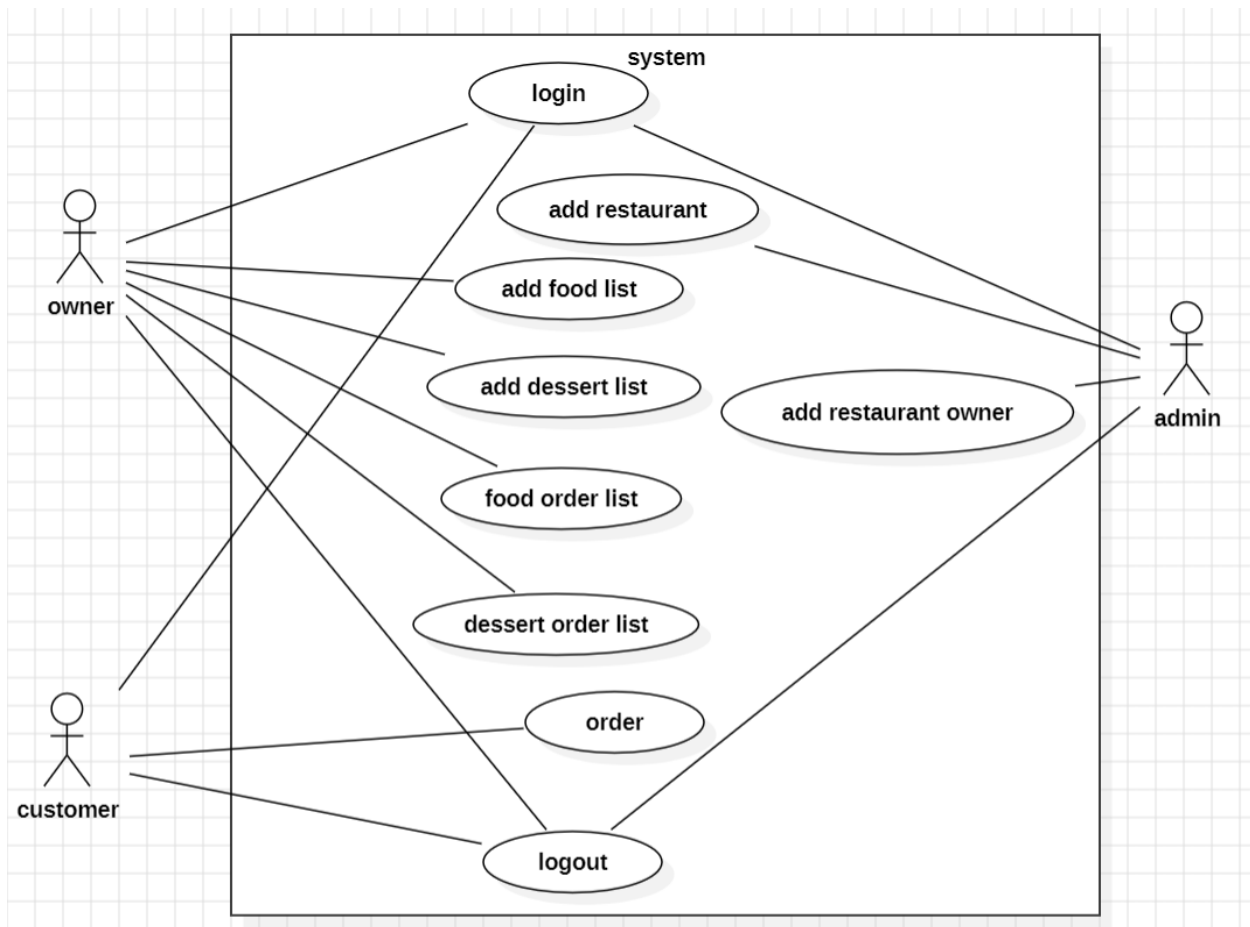 system
login
add restaurant
add food list
owner
add dessert list
add restaurant owner
admin
food order list
dessert order list
order
customer
logout